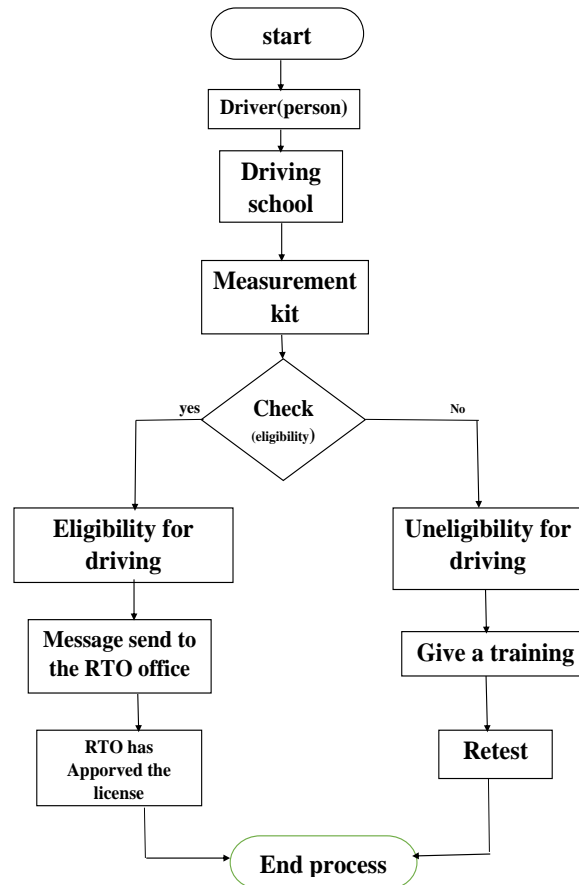 start
Driver(person)
Driving
school
Measurement
kit
Check
(eligibility)
yes
No
Eligibility for
driving
Uneligibility for
driving
Message send to
the RTO office
Give a training
RTO has
Apporved the
license
Retest
End process